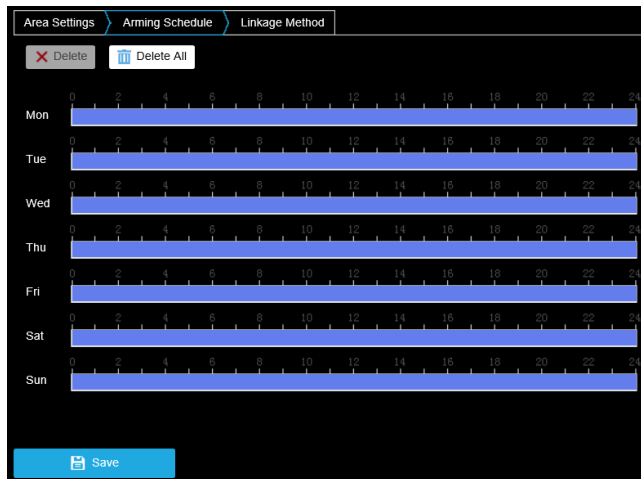 Area Settings Arming Schedule Linkage Method
Delete Delete All
0 2 4 6 8 10 12 14 16 18 20 22 24
Mon
0 2 4 6 8 10 12 14 16 18 20 22 24
Tue
0 2 4 6 8 10 12 14 16 18 20 22 24
Wed
0 2 4 6 8 10 12 14 16 18 20 22 24
Thu
0 2 4 6 8 10 12 14 16 18 20 22 24
Fri
0 2 4 6 8 10 12 14 16 18 20 22 24
Sat
0 2 4 6 8 10 12 14 16 18 20 22 24
Sun
Save